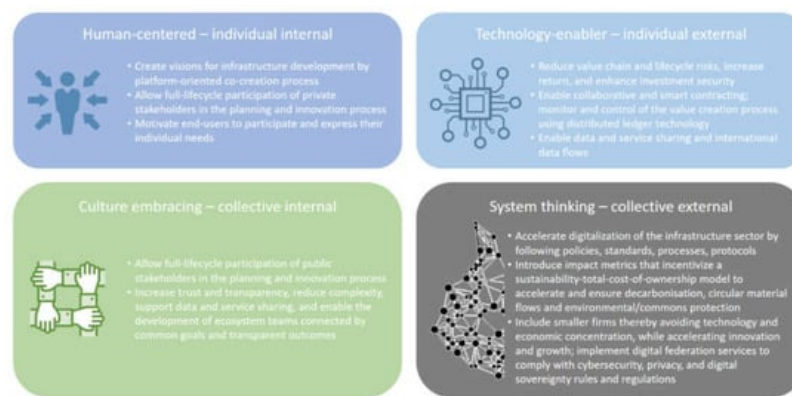 Human-centered – individual internal
• Create visions for infrastructure development by
platform-oriented co-creation process
• Allow full-lifecycle participation of private
stakeholders in the planning and innovation process
• Motivate end-users to participate and express their
individual needs
Technology-enabler – individual external
• Reduce value chain and lifecycle risks, increase
return, and enhance investment security
• Enable collaborative and smart contracting;
monitor and control of the value creation process
using distributed ledger technology
• Enable data and service sharing and international
data flows
Culture embracing – collective internal
• Allow full-lifecycle participation of public
stakeholders in the planning and innovation process
• Increase trust and transparency, reduce complexity,
support data and service sharing, and enable the
development of ecosystem teams connected by
common goals and transparent outcomes
System thinking – collective external
• Accelerate digitalization of the infrastructure sector by
following policies, standards, processes, protocols
• Introduce impact metrics that incentivize a
sustainability-total-cost-of-ownership model to
accelerate and ensure decarbonisation, circular material
flows and environmental/commons protection
• Include smaller firms thereby avoiding technology and
economic concentration, while accelerating innovation
and growth; implement digital federation services to
comply with cybersecurity, privacy, and digital
sovereignty rules and regulations